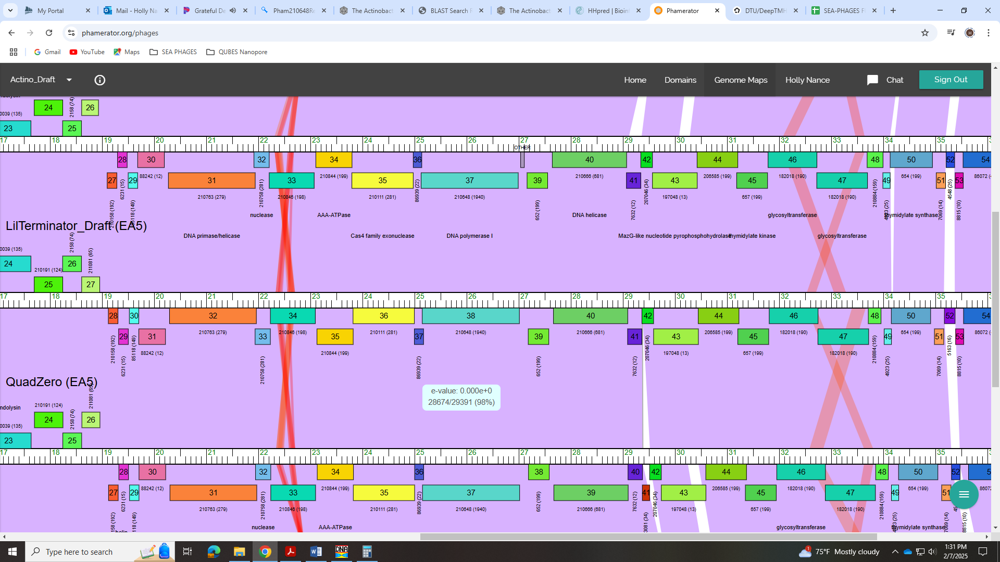 My Portal
Mail - Holly Na
Grateful De
Pham210648Re
The Actinobact
BLAST Search R
The Actinobact
HHpred | Bioinf
Phamerator
DTU/DeepTMH
SEA-PHAGES F
phamerator.org/phages
Gmail
YouTube
Maps
SEA PHAGES
QUBES Nanopore
Actino_Draft
Home
Domains
Genome Maps
Holly Nance
Chat
Sign Out
24 2158 (74) 26
0039 (135)
23 25
17 18 19 20 21 22 23 24 25 26 27 28 29 30 31 32 33 34 35
OTHER
28 30 32 34 36 40 42 44 46 48 50 52 54
88242 (12) 210844 (199) 210666 (681) 206585 (199) 182018 (190) 654 (199) 86072
27 29 31 33 35 37 39 41 43 45 47 49 51 53
210158 (192) 6231 (15) 85118 (149) 210763 (279) 210758 (281) 210846 (198) 210111 (281) 86939 (22) 210648 (1940) 652 (199) 7632 (12) 207046 (34) 197048 (13) 657 (199) 182018 (190) 210884 (159) 4923 (25) 7069 (14) 4548 (25) 8815 (10)
nuclease AAA-ATPase DNA helicase glycosyltransferase thymidylate synthase
DNA primase/helicase Cas4 family exonuclease DNA polymerase I MazG-like nucleotide pyrophosphohydrolase thymidylate kinase glycosyltransferase
LilTerminator_Draft (EA5)
0039 (135) 2158 (74) 211081 (65)
24 26
210191 (124)
25 27
17 18 19 20 21 22 23 24 25 26 27 28 29 30 31 32 33 34 35
28 30 32 34 36 38 40 42 44 46 48 50 52 54
210763 (279) 210846 (198) 210111 (281) 210648 (1940) 210666 (681) 206585 (199) 182018 (190) 654 (199) 86072
29 31 33 35 37 39 41 43 45 47 49 51 53
210158 (192) 6231 (15) 85118 (149) 88242 (12) 210758 (281) 210844 (199) 86939 (22) 652 (199) 7632 (12) 207046 (34) 197048 (13) 657 (199) 182018 (190) 210884 (159) 4923 (25) 7069 (14) 5163 (16) 8815 (10)
QuadZero (EA5)
e-value: 0.000e+0
28674/29391 (98%)
ndolysin 210191 (124) 2158 (74) 211081 (65)
24 26
0039 (135)
23 25
17 18 19 20 21 22 23 24 25 26 27 28 29 30 31 32 33 34 35
28 30 32 34 36 38 40 42 44 46 48 50 52 5
88242 (12) 210844 (199) 652 (199) 7632 (12) 207046 (34) 206585 (199) 182018 (190) 654 (199) 86072
27 29 31 33 35 37 39 41 43 45 47 49 51
158 (192) 6231 (15) 118 (149) 210763 (279) 210758 (281) 210846 (198) 210111 (281) 86939 (22) 210648 (1940) 210666 (681) 3081 (34) 197048 (13) 657 (199) 182018 (190) 210884 (159) 7069 (14) 8815 (10)
nuclease AAA-ATPase glycosyltransferase thymidylate synthase
Type here to search
DNA
75°F Mostly cloudy
1:31 PM
2/7/2025